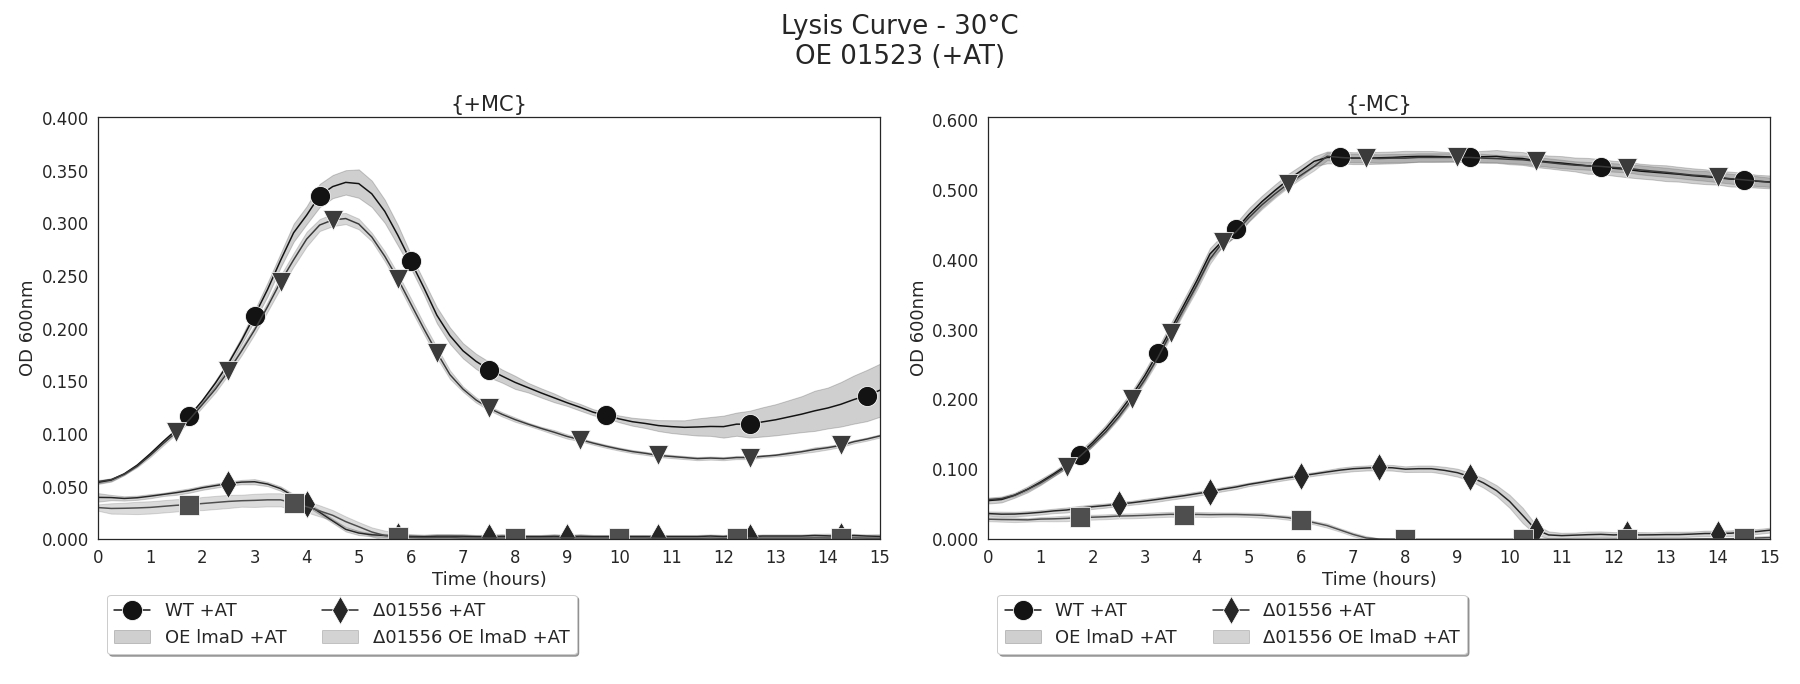 Lysis Curve - 30°C
OE 01523 (+AT)
{+MC}
0.400
0.350
0.300
0.250
0.200
0.150
0.100
0.050
0.000
OD 600nm
0 1 2 3 4 5 6 7 8 9 10 11 12 13 14 15
Time (hours)
WT +AT
OE lmaD +AT
Δ01556 +AT
Δ01556 OE lmaD +AT
{-MC}
0.600
0.500
0.400
0.300
0.200
0.100
0.000
OD 600nm
0 1 2 3 4 5 6 7 8 9 10 11 12 13 14 15
Time (hours)
WT +AT
OE lmaD +AT
Δ01556 +AT
Δ01556 OE lmaD +AT